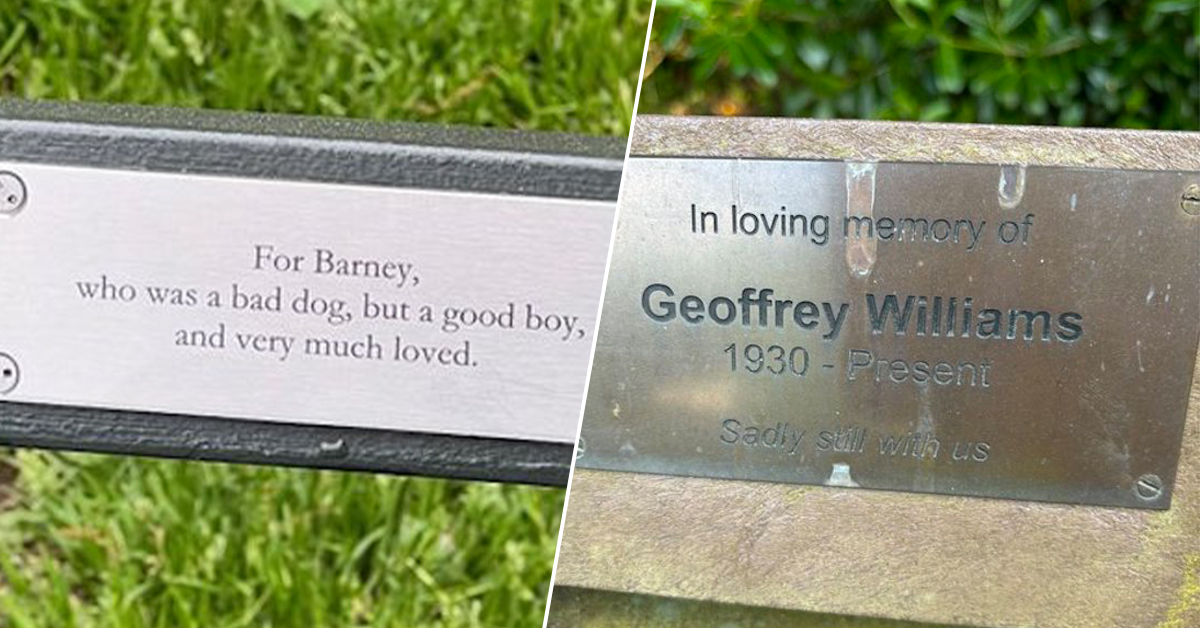 For Barney,
who was a bad dog, but a good boy,
and very much loved.
In loving memory of
Geoffrey Williams
1930 - Present
Sadly still with us